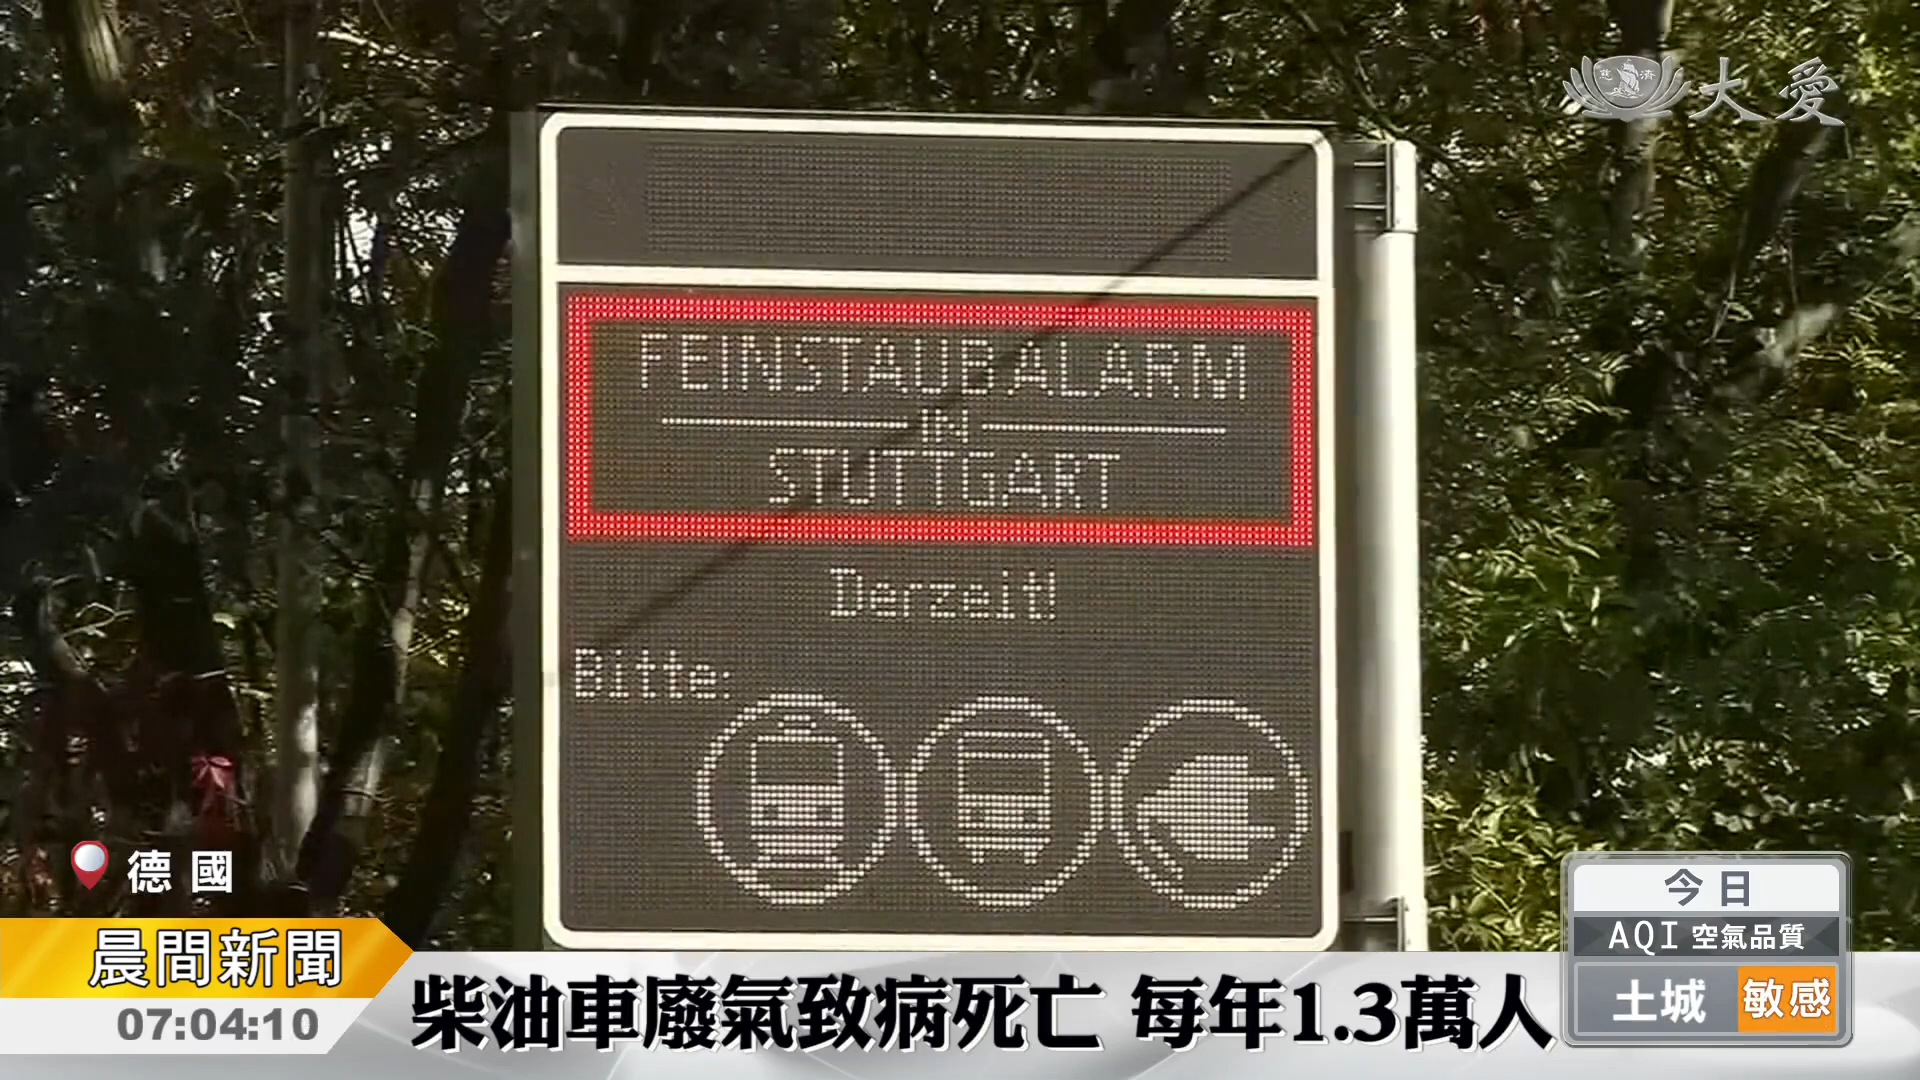 慈濟
大愛
FEINSTAUBALARM
IN
STUTTGART
Derzeit!
Bitte:
德國
今日
AQI 空氣品質
土城 敏感
晨間新聞
07:04:10
柴油車廢氣致病死亡 每年1.3萬人